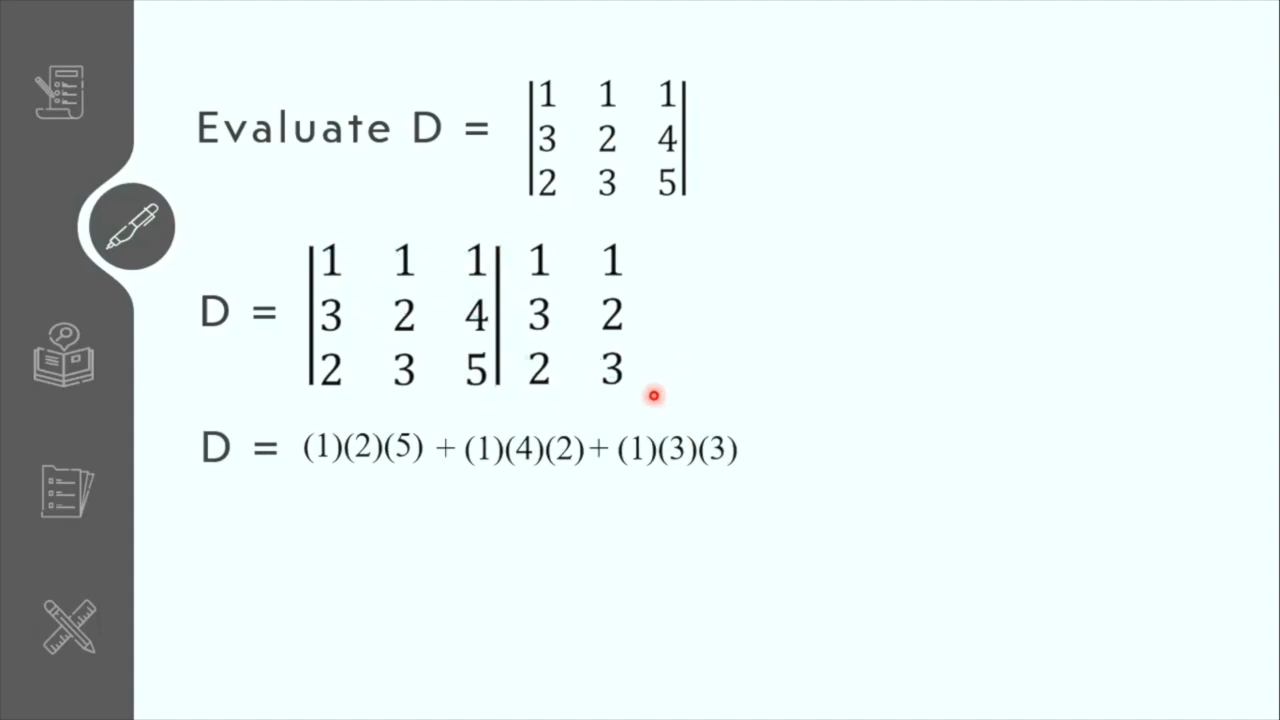 Evaluate D = |1 1 1|
|3 2 4|
|2 3 5|
D = |1 1 1| 1 1
|3 2 4| 3 2
|2 3 5| 2 3
D = (1)(2)(5) + (1)(4)(2) + (1)(3)(3)